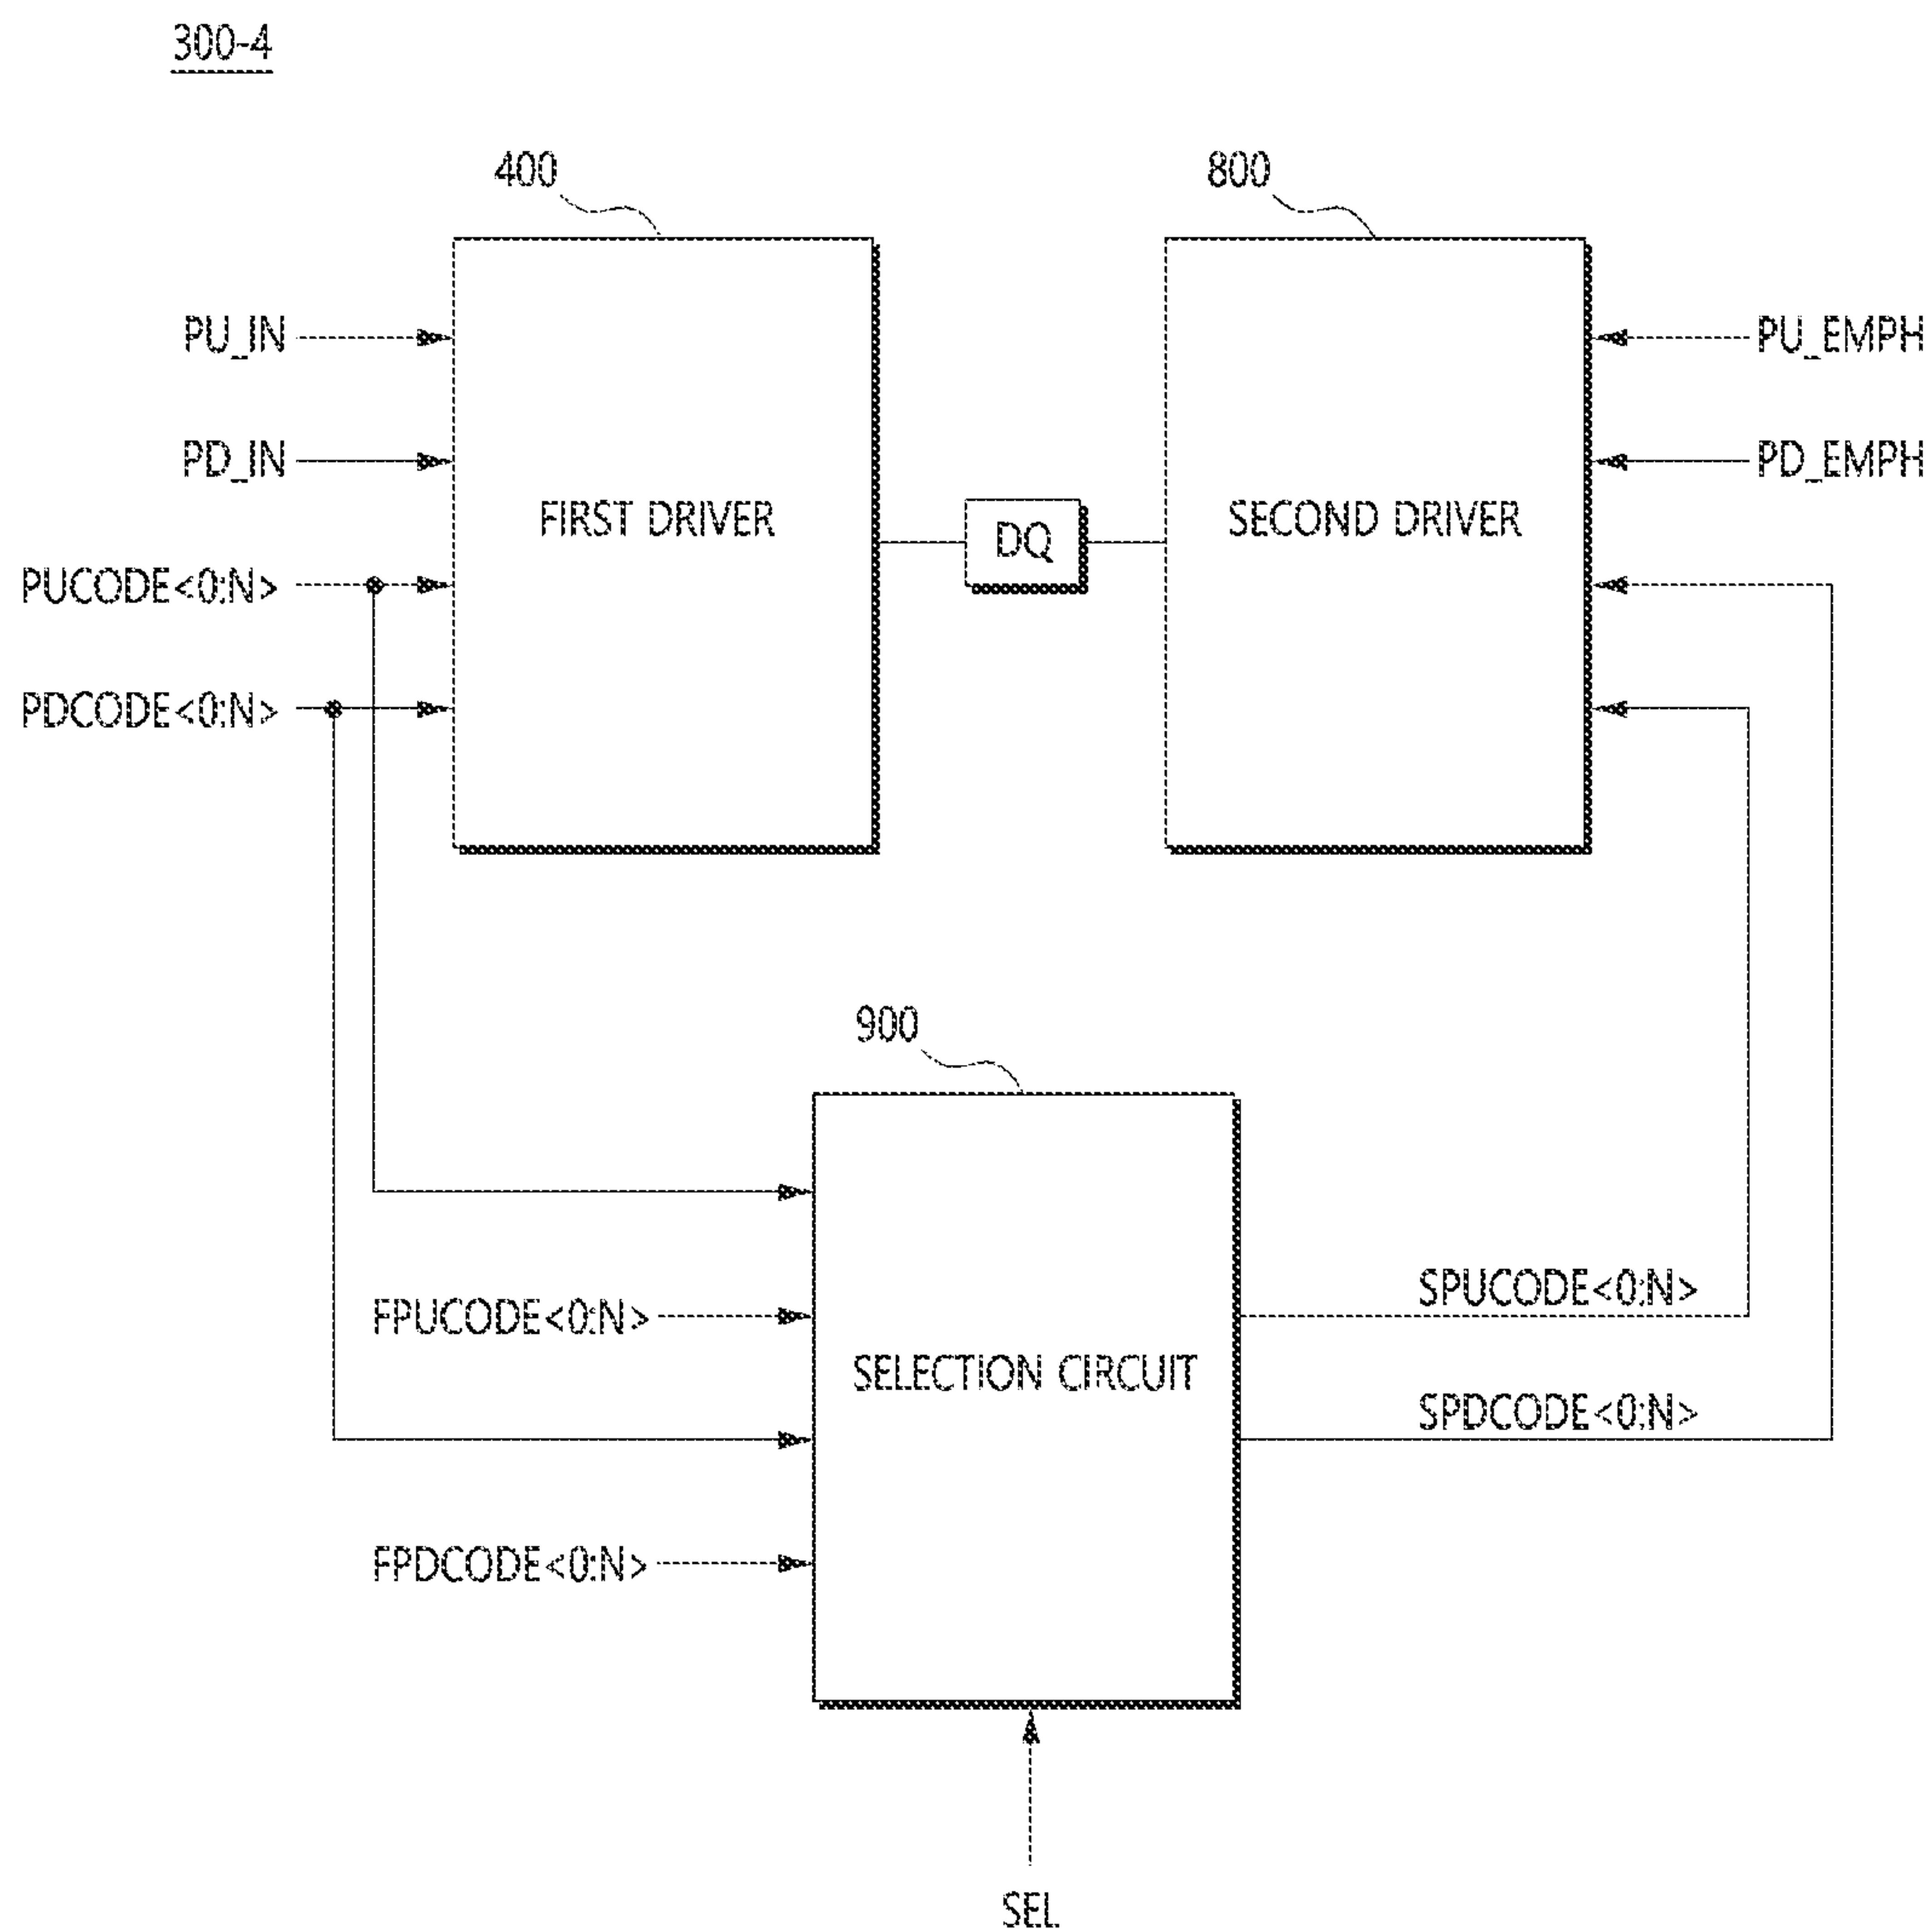 300-4
400
800
PU_IN
PU_EMPH
PD_IN
PD_EMPH
FIRST DRIVER
DQ
SECOND DRIVER
PUCODE<0:N>
PDCODE<0:N>
900
FPUCODE<0:N>
SPUCODE<0:N>
SELECTION CIRCUIT
SPDCODE<0:N>
FPDCODE<0:N>
SEL